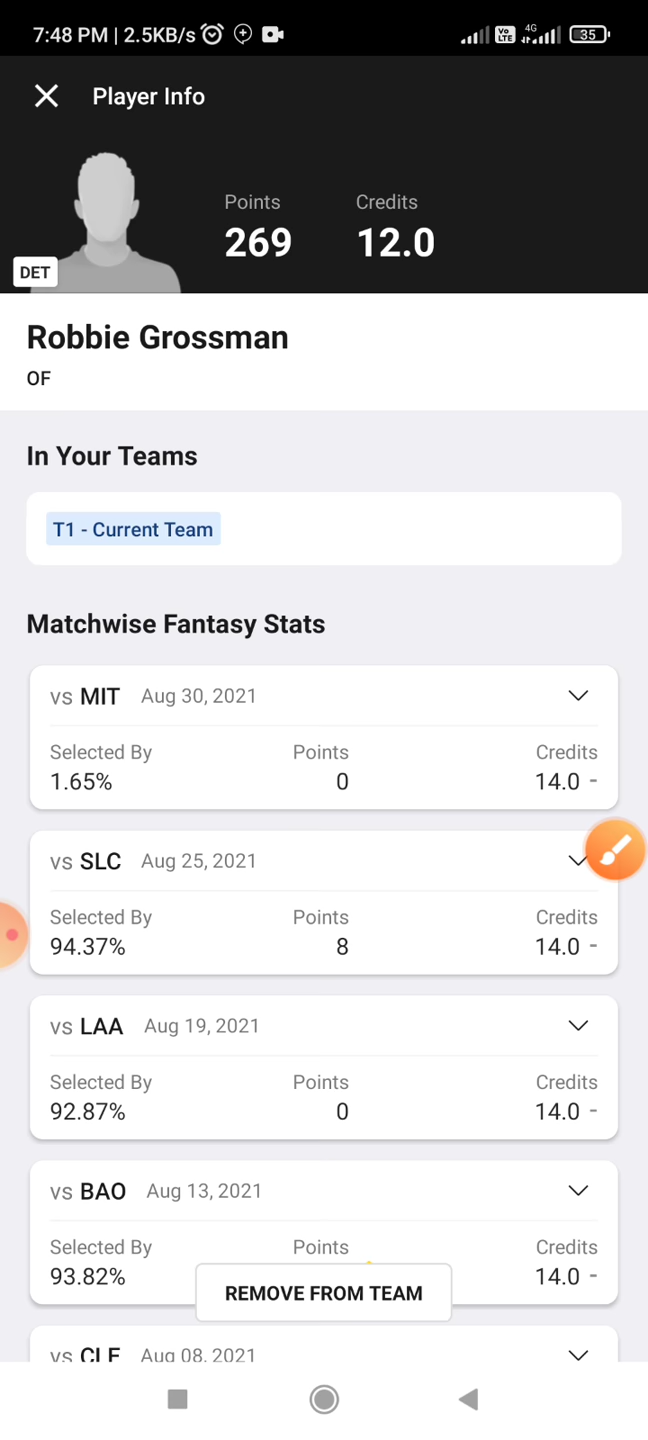 7:48 PM | 2.5KB/s Vo LTE 4G 35
Player Info
Points Credits
269 12.0
DET
Robbie Grossman
OF
In Your Teams
T1 - Current Team
Matchwise Fantasy Stats
vs MIT Aug 30, 2021
Selected By Points Credits
1.65% 0 14.0 -
vs SLC Aug 25, 2021
Selected By Points Credits
94.37% 8 14.0 -
vs LAA Aug 19, 2021
Selected By Points Credits
92.87% 0 14.0 -
vs BAO Aug 13, 2021
Selected By Points Credits
93.82% 14.0 -
REMOVE FROM TEAM
vs CLE Aug 08, 2021